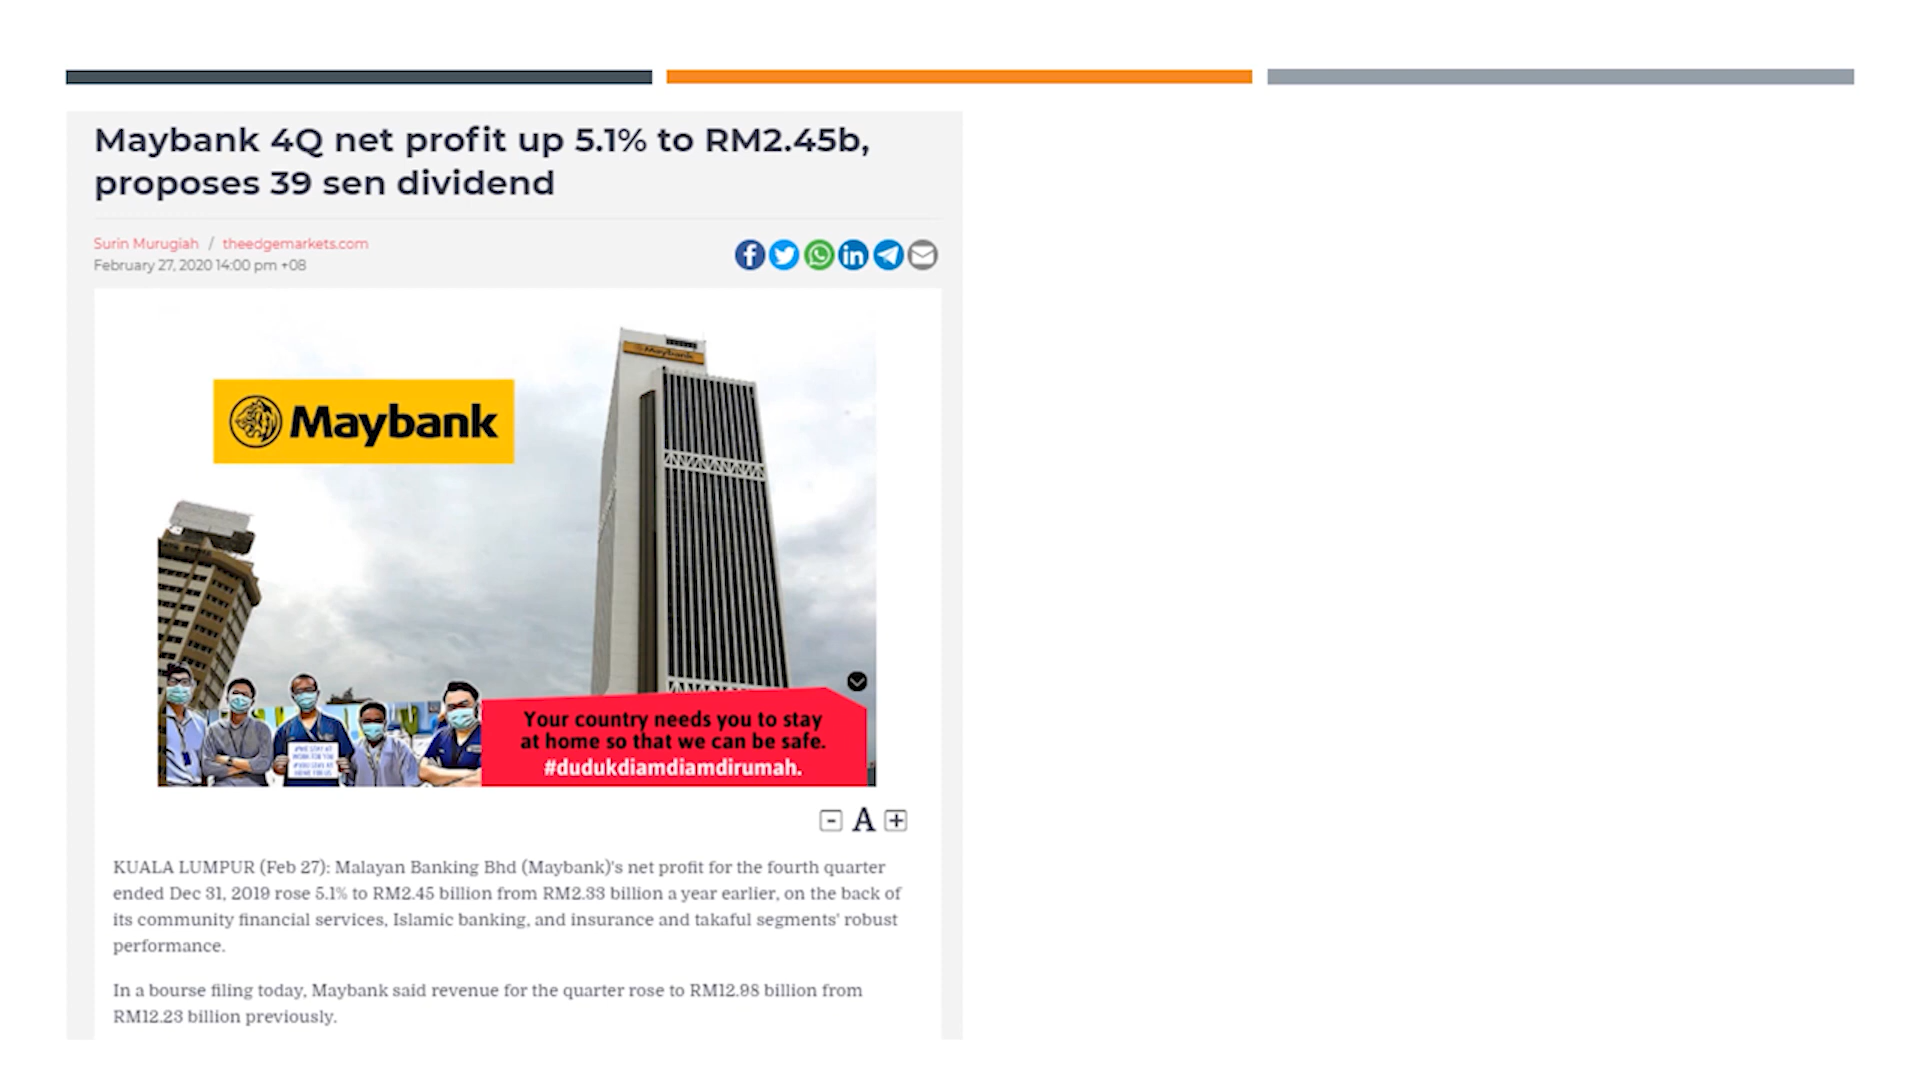 Maybank 4Q net profit up 5.1% to RM2.45b,
proposes 39 sen dividend
Surin Murugiah / theedgemarkets.com
February 27, 2020 14:00 pm +08
Maybank
Maybank
Your country needs you to stay
at home so that we can be safe.
#dudukdiamdiamdirumah.
- A +
KUALA LUMPUR (Feb 27): Malayan Banking Bhd (Maybank)'s net profit for the fourth quarter
ended Dec 31, 2019 rose 5.1% to RM2.45 billion from RM2.33 billion a year earlier, on the back of
its community financial services, Islamic banking, and insurance and takaful segments' robust
performance.
In a bourse filing today, Maybank said revenue for the quarter rose to RM12.98 billion from
RM12.23 billion previously.